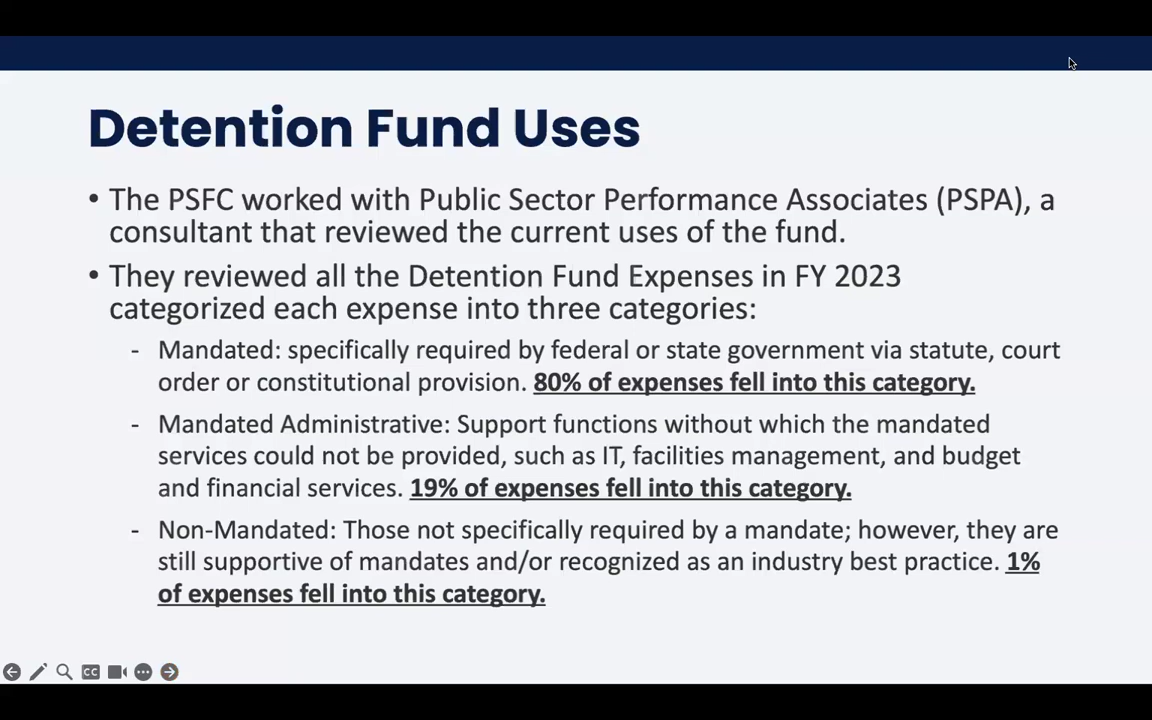 Detention Fund Uses
• The PSFC worked with Public Sector Performance Associates (PSPA), a
consultant that reviewed the current uses of the fund.
• They reviewed all the Detention Fund Expenses in FY 2023
categorized each expense into three categories:
- Mandated: specifically required by federal or state government via statute, court
order or constitutional provision. 80% of expenses fell into this category.
- Mandated Administrative: Support functions without which the mandated
services could not be provided, such as IT, facilities management, and budget
and financial services. 19% of expenses fell into this category.
- Non-Mandated: Those not specifically required by a mandate; however, they are
still supportive of mandates and/or recognized as an industry best practice. 1%
of expenses fell into this category.
CC